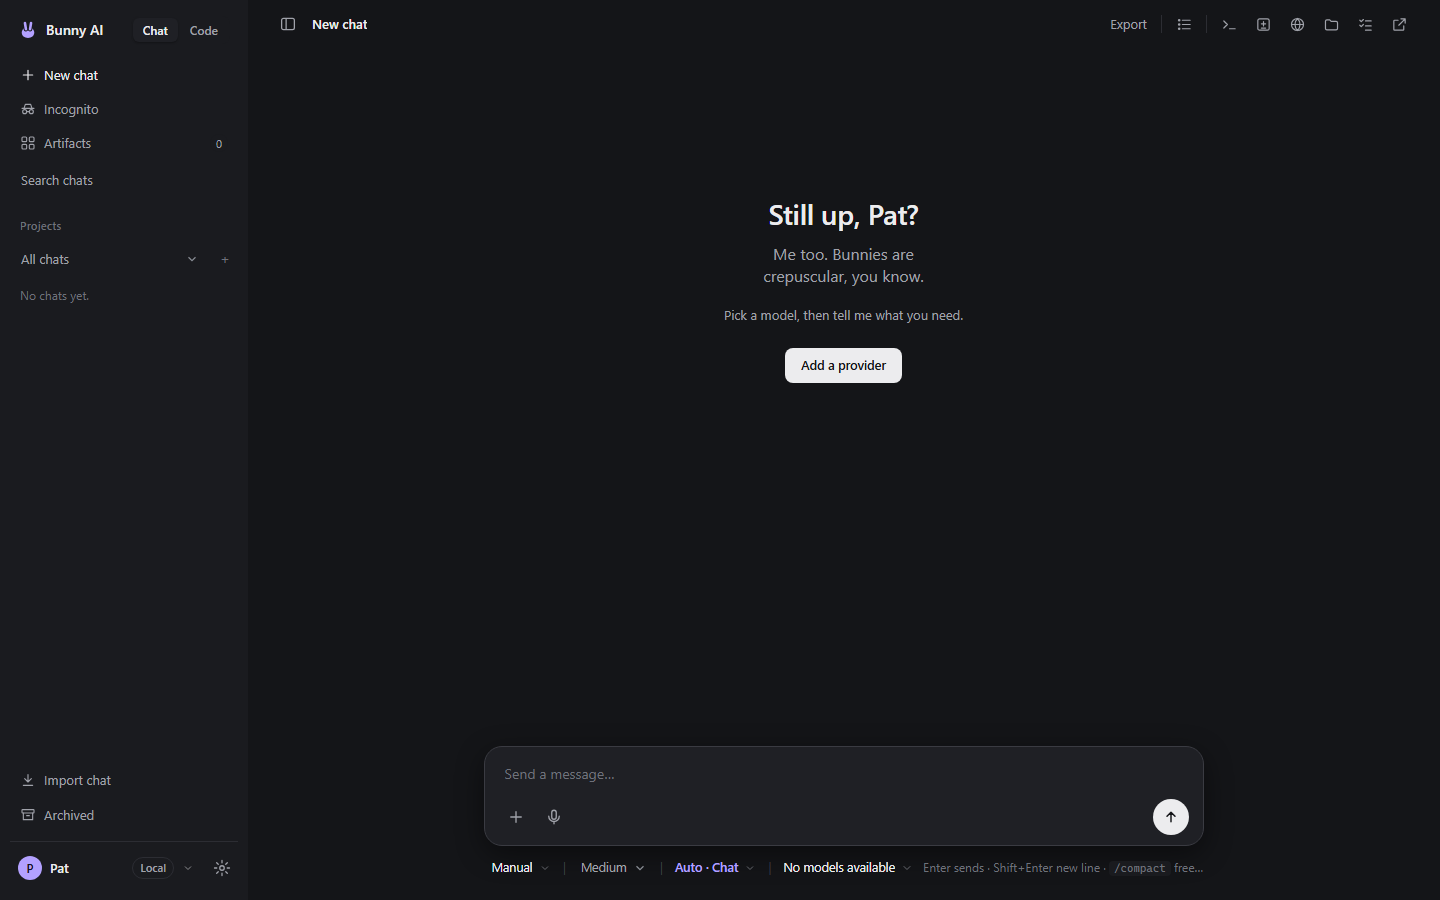 Bunny AI
Chat
Code
New chat
Incognito
Artifacts
0
Search chats
Projects
All chats
+
No chats yet.
Import chat
Archived
P
Pat
Local
New chat
Export
Still up, Pat?
Me too. Bunnies are
crepuscular, you know.
Pick a model, then tell me what you need.
Add a provider
Send a message...
Manual
Medium
Auto · Chat
No models available
Enter sends · Shift+Enter new line · /compact free...